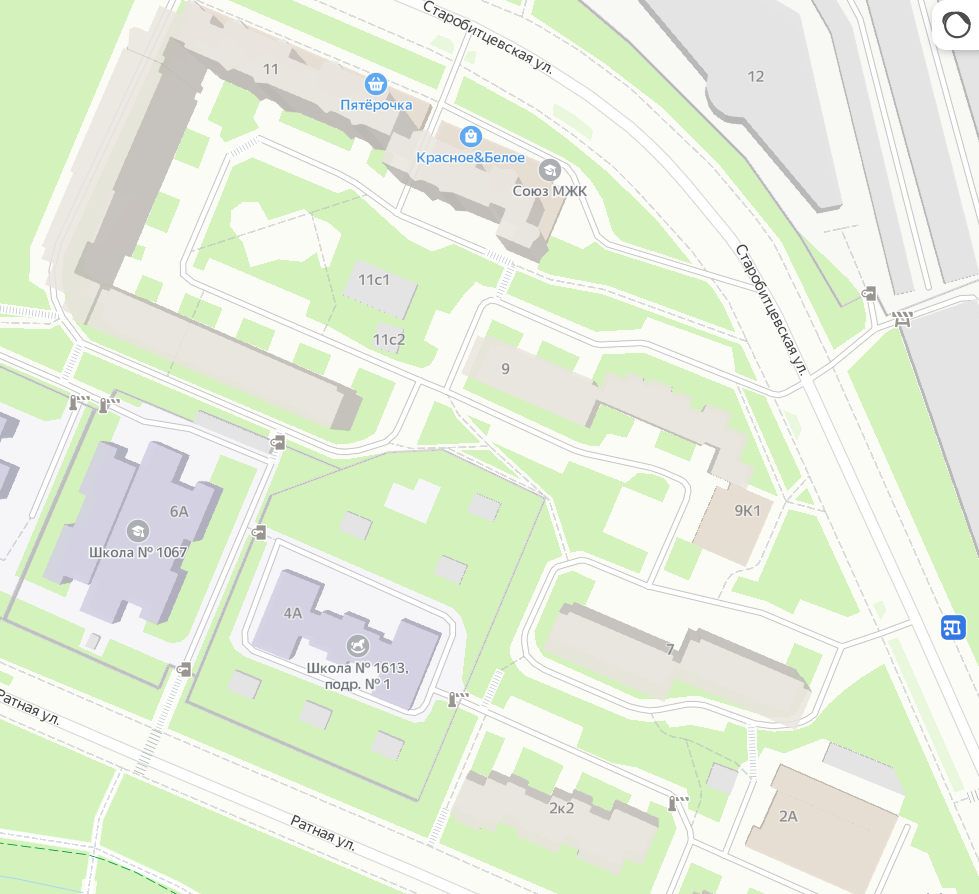 Старобитцевская ул.
11
12
Пятёрочка
Красное&Белое
Союз МЖК
Старобитцевская ул.
11с1
11с2
9
6А
9К1
Школа № 1067
4А
7
Школа № 1613,
подр. № 1
Ратная ул.
2к2
2А
Ратная ул.